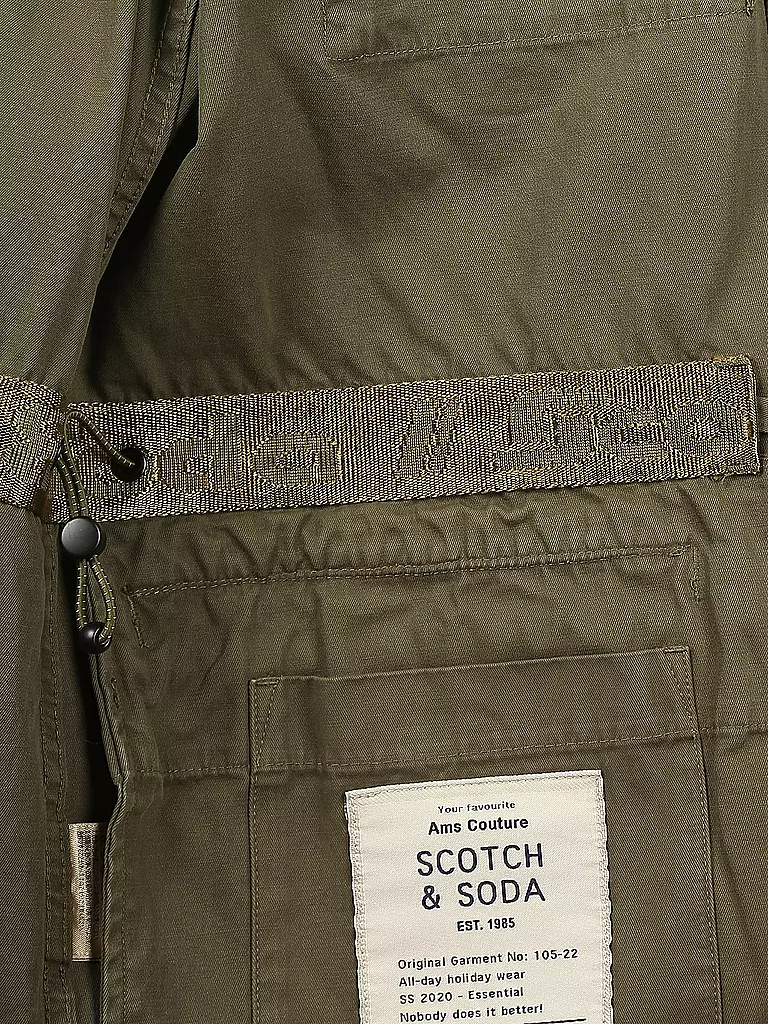 Your favourite
Ams Couture
SCOTCH
& SODA
EST. 1985
Original Garment No: 105-22
All-day holiday wear
SS 2020 - Essential
Nobody does it better!